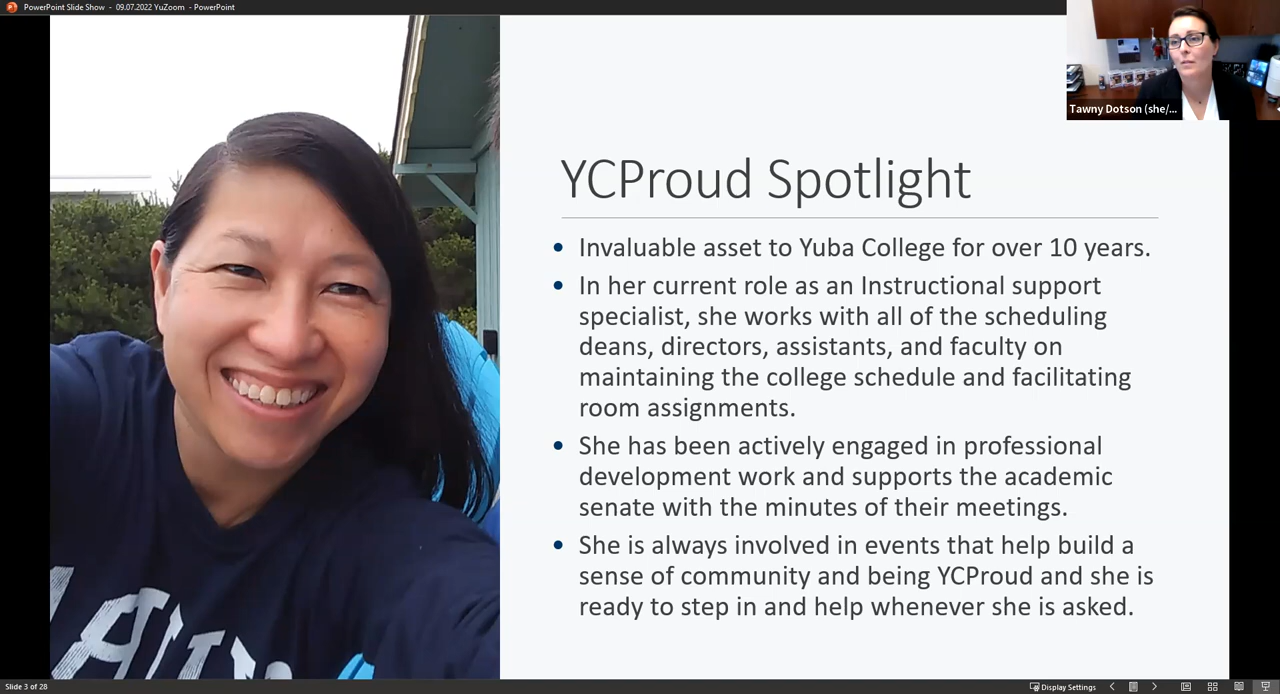 PowerPoint Slide Show - 09.07.2022 YuZoom - PowerPoint
Tawny Dotson (she/...
YCProud Spotlight
• Invaluable asset to Yuba College for over 10 years.
• In her current role as an Instructional support
specialist, she works with all of the scheduling
deans, directors, assistants, and faculty on
maintaining the college schedule and facilitating
room assignments.
• She has been actively engaged in professional
development work and supports the academic
senate with the minutes of their meetings.
• She is always involved in events that help build a
sense of community and being YCProud and she is
ready to step in and help whenever she is asked.
Slide 3 of 28
Display Settings